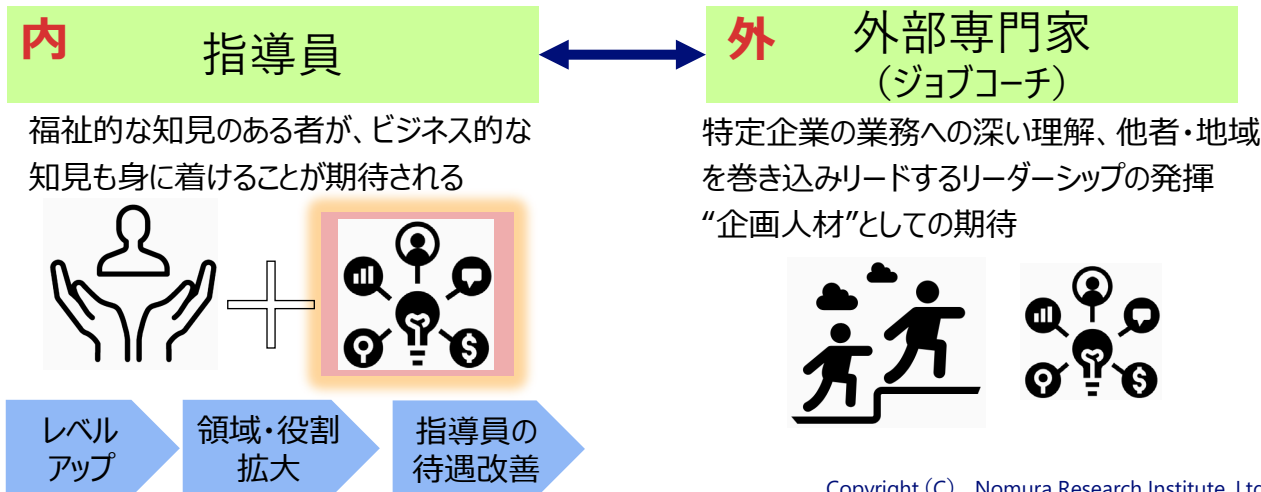 内
指導員
福祉的な知見のある者が、ビジネス的な
知見も身に着けることが期待される
レベル
アップ
領域・役割
拡大
指導員の
待遇改善
外
外部専門家
（ジョブコーチ）
特定企業の業務への深い理解、他者・地域
を巻き込みリードするリーダーシップの発揮
“企画人材”としての期待
Copyright（C） Nomura Research Institute, Ltd